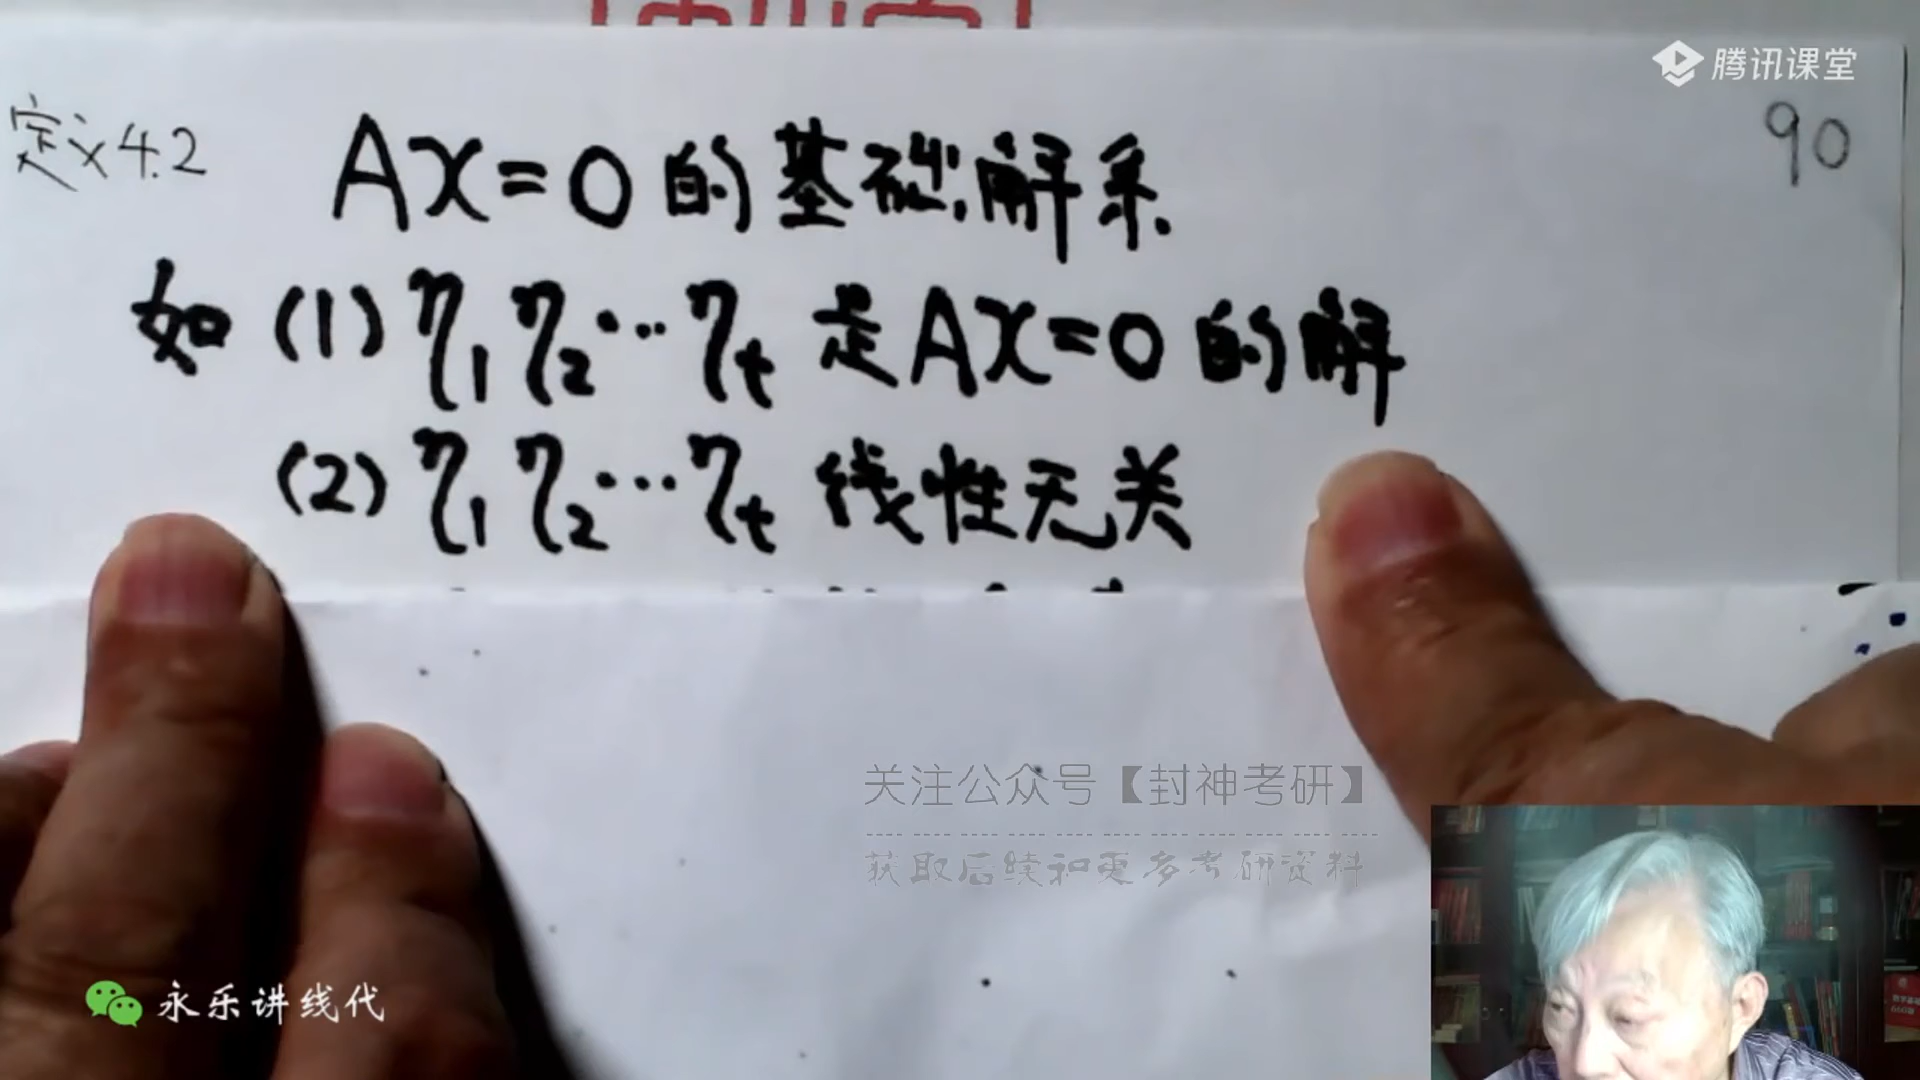 腾讯课堂
定义4.2
90
Ax=0的基础解系.
如 (1) η₁ η₂…ηₜ 是Ax=0的解
(2) η₁ η₂…ηₜ 线性无关
关注公众号【封神考研】
获取后续和更多考研资料
永乐讲线代